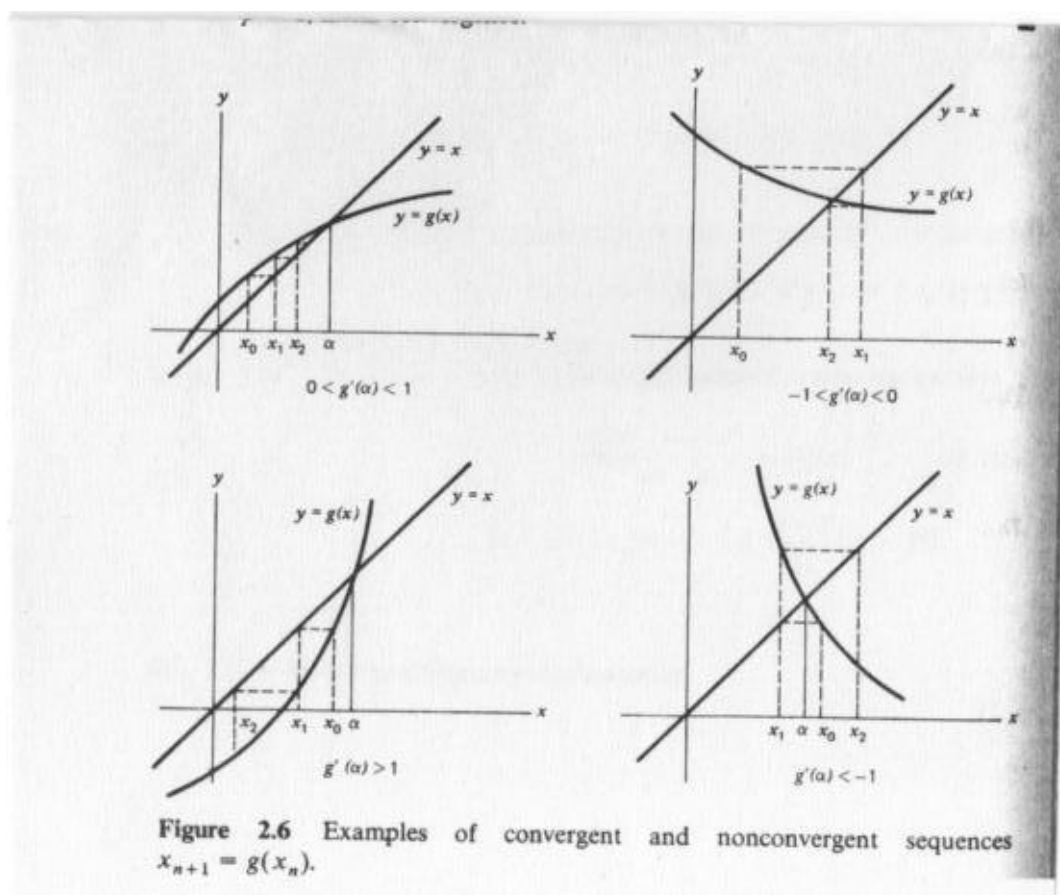 y
y = x
y = g(x)
x₀ x₁ x₂ α
x
0 < g′(α) < 1
y
y = x
y = g(x)
x₀ x₂ x₁
x
−1 < g′(α) < 0
y
y = g(x)
y = x
x₂ x₁ x₀ α
x
g′ (α) > 1
y
y = g(x)
y = x
x₁ α x₀ x₂
x
g′(α) < −1
Figure 2.6 Examples of convergent and nonconvergent sequences
xₙ₊₁ = g(xₙ).